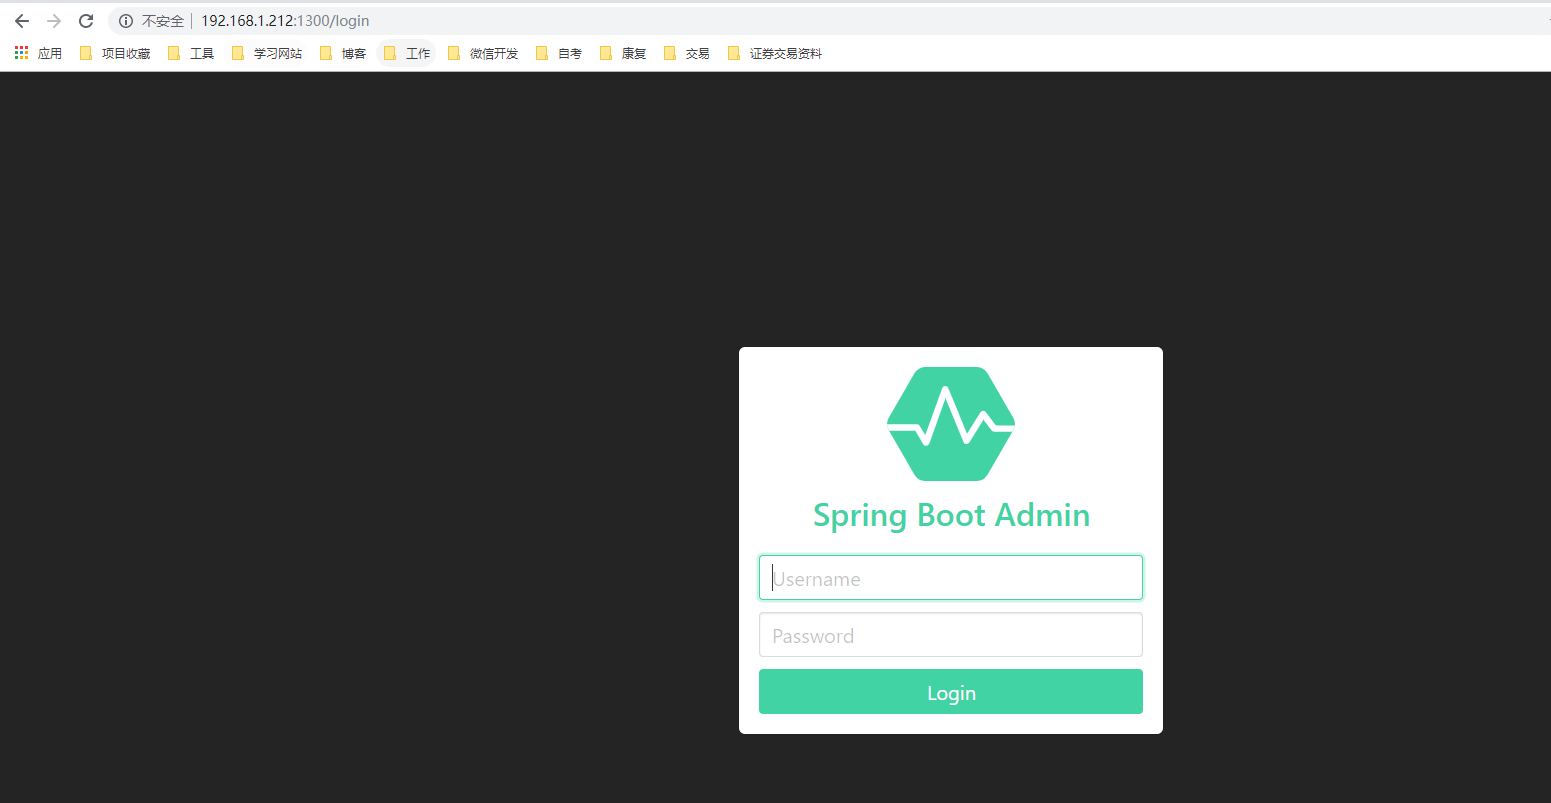 不安全 192.168.1.212:1300/login
应用 项目收藏 工具 学习网站 博客 工作 微信开发 自考 康复 交易 证券交易资料
Spring Boot Admin
Username
Password
Login